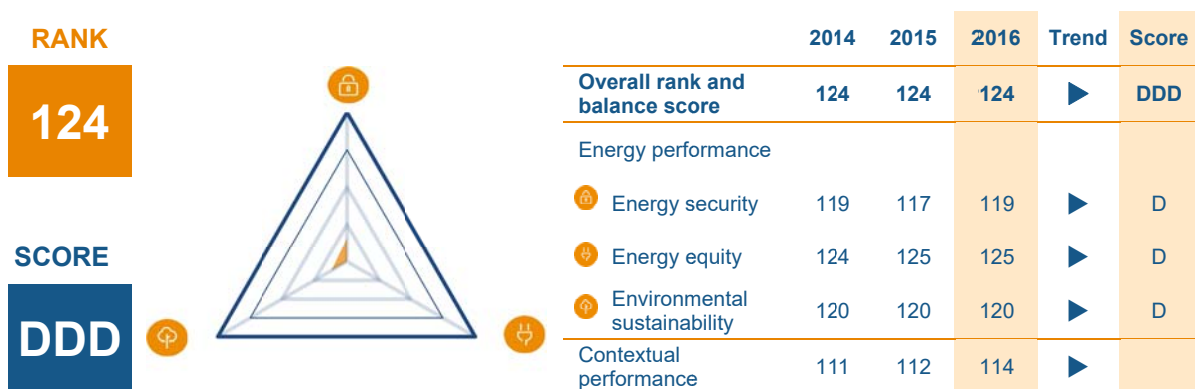 RANK
124
SCORE
DDD
2014 2015 2016 Trend Score
Overall rank and
balance score
124 124 124 ▶ DDD
Energy performance
Energy security 119 117 119 ▶ D
Energy equity 124 125 125 ▶ D
Environmental
sustainability
120 120 120 ▶ D
Contextual
performance
111 112 114 ▶